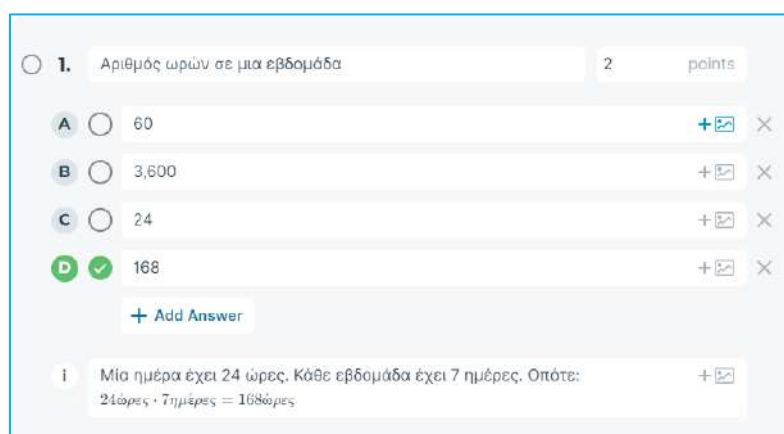 1. Αριθμός ωρών σε μια εβδομάδα 2 points
A 60
B 3,600
C 24
D 168
+ Add Answer
i Μία ημέρα έχει 24 ώρες. Κάθε εβδομάδα έχει 7 ημέρες. Οπότε:
24ώρες · 7ημέρες = 168ώρες